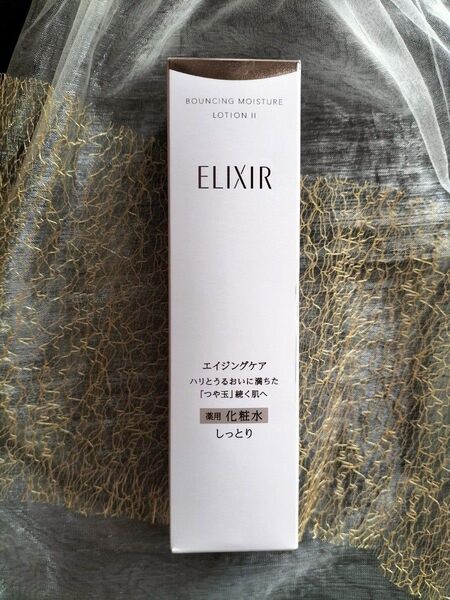 BOUNCING MOISTURE
LOTION II
ELIXIR
エイジングケア
ハリとうるおいに満ちた
「つや玉」続く肌へ
薬用 化粧水
しっとり